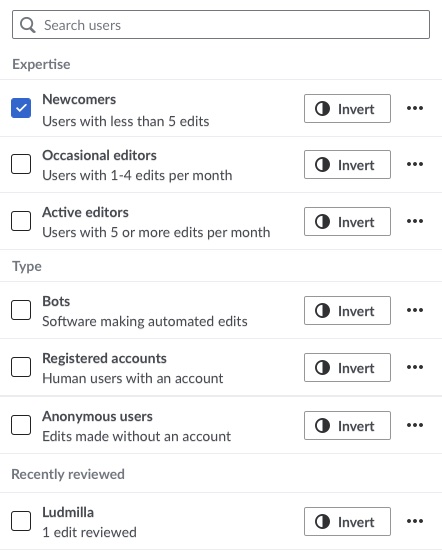 Search users
Expertise
Newcomers
Users with less than 5 edits
Invert
Occasional editors
Users with 1-4 edits per month
Invert
Active editors
Users with 5 or more edits per month
Invert
Type
Bots
Software making automated edits
Invert
Registered accounts
Human users with an account
Invert
Anonymous users
Edits made without an account
Invert
Recently reviewed
Ludmilla
1 edit reviewed
Invert